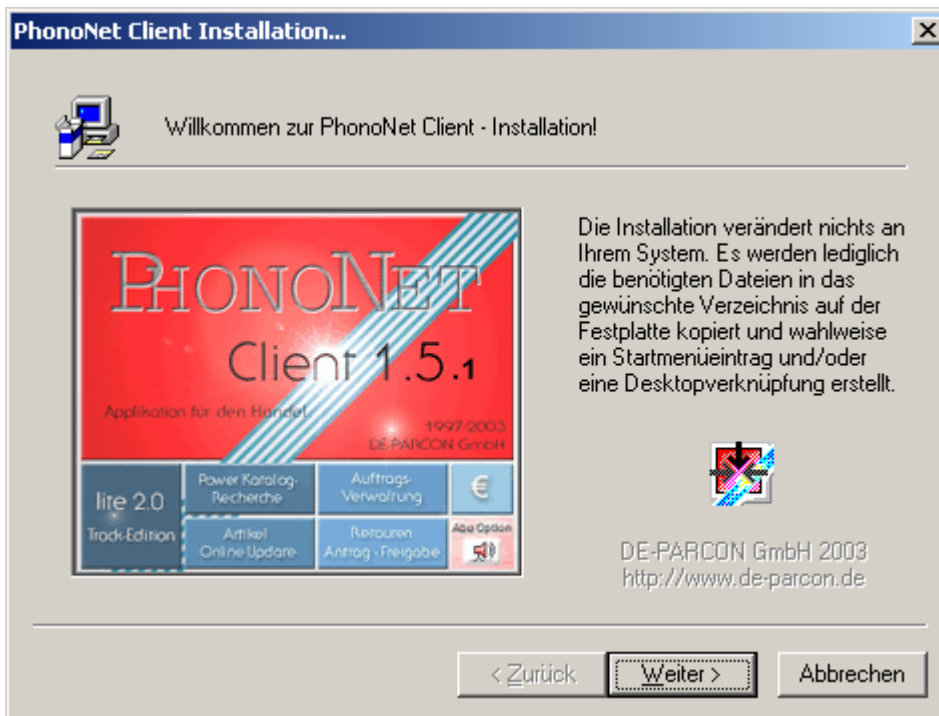 PhonoNet Client Installation...
Willkommen zur PhonoNet Client - Installation!
PHONONET
Client 1.5.1
Applikation für den Handel
1997-2003
DE-PARCON GmbH
lite 2.0
Track-Edition
Power Katalog-
Recherche
Auftrags-
Verwaltung
€
Artikel
Online Update
Retouren
Antrag - Freigabe
Abo Option
Die Installation verändert nichts an
Ihrem System. Es werden lediglich
die benötigten Dateien in das
gewünschte Verzeichnis auf der
Festplatte kopiert und wahlweise
ein Startmenüeintrag und/oder
eine Desktopverknüpfung erstellt.
DE-PARCON GmbH 2003
http://www.de-parcon.de
< Zurück
Weiter >
Abbrechen